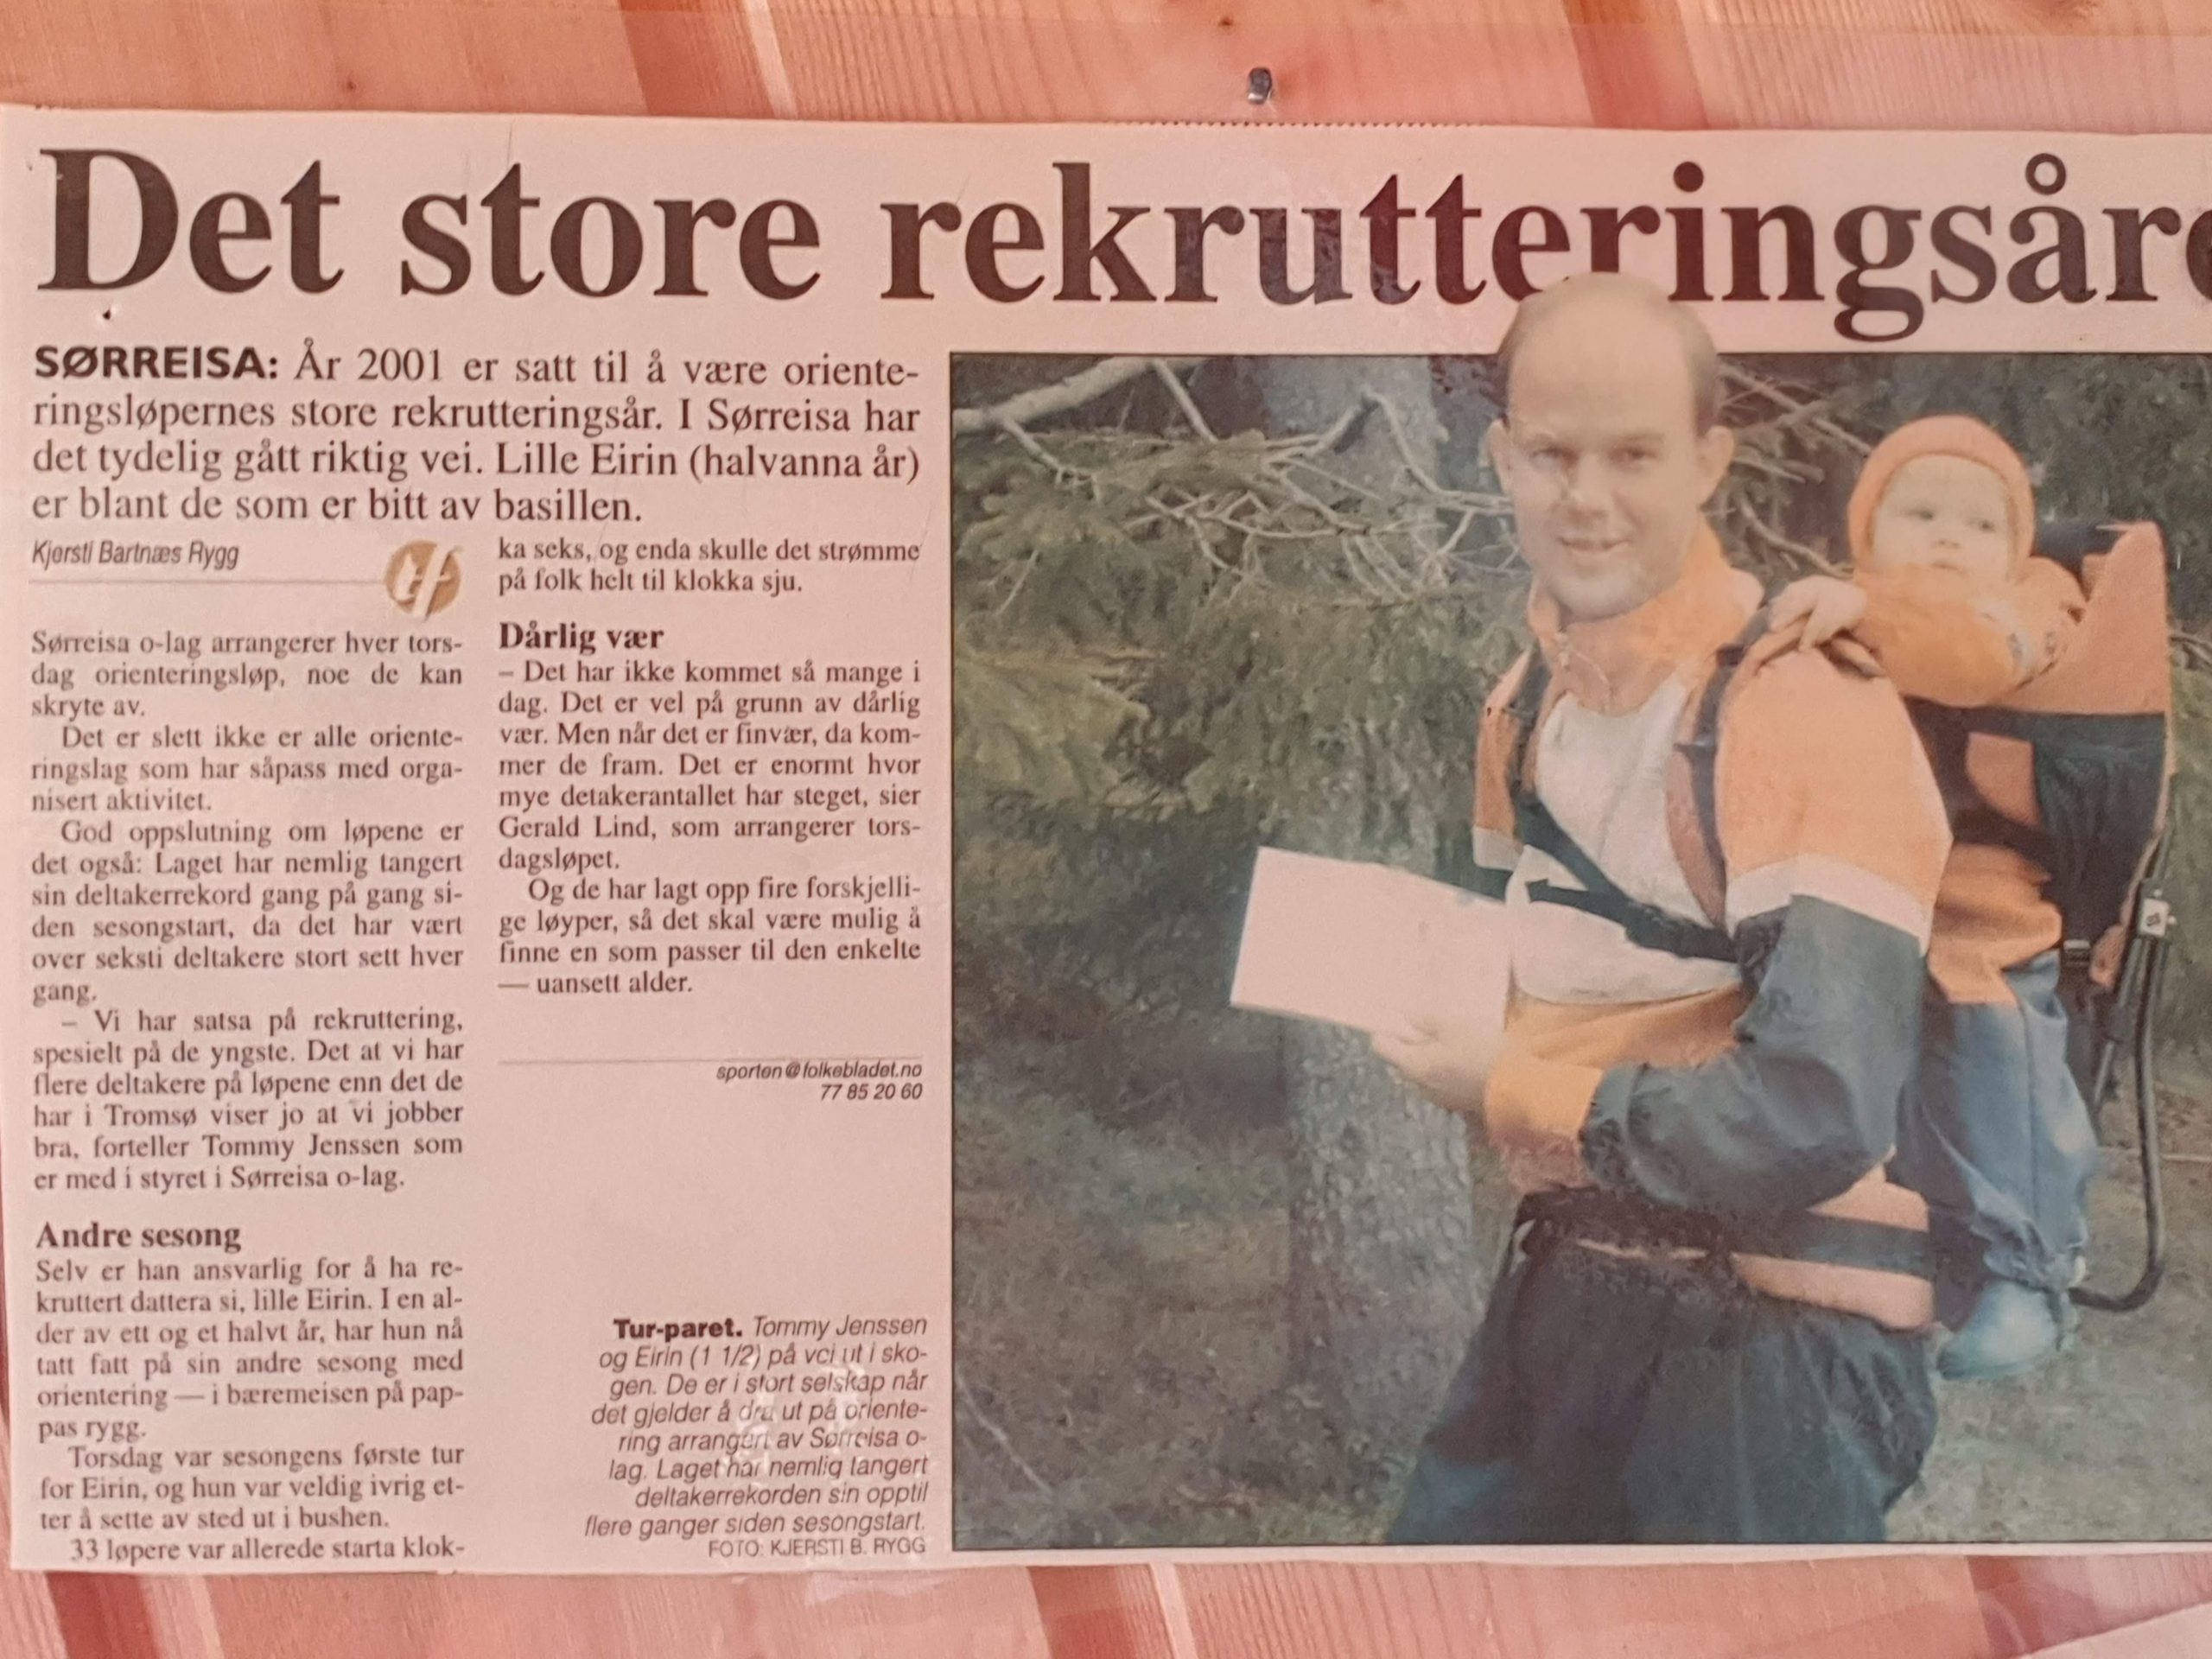 Det store rekrutteringsår
SØRREISA: År 2001 er satt til å være oriente-
ringsløpernes store rekrutteringsår. I Sørreisa har
det tydelig gått riktig vei. Lille Eirin (halvanna år)
er blant de som er bitt av basillen.
Kjersti Bartnæs Rygg
Sørreisa o-lag arrangerer hver tors-
dag orienteringsløp, noe de kan
skryte av.
Det er slett ikke er alle oriente-
ringslag som har såpass med orga-
nisert aktivitet.
God oppslutning om løpene er
det også: Laget har nemlig tangert
sin deltakerrekord gang på gang si-
den sesongstart, da det har vært
over seksti deltakere stort sett hver
gang.
– Vi har satsa på rekruttering,
spesielt på de yngste. Det at vi har
flere deltakere på løpene enn det de
har i Tromsø viser jo at vi jobber
bra, forteller Tommy Jenssen som
er med i styret i Sørreisa o-lag.
Andre sesong
Selv er han ansvarlig for å ha re-
kruttert dattera si, lille Eirin. I en al-
der av ett og et halvt år, har hun nå
tatt fatt på sin andre sesong med
orientering — i bæremeisen på pap-
pas rygg.
Torsdag var sesongens første tur
for Eirin, og hun var veldig ivrig et-
ter å sette av sted ut i bushen.
33 løpere var allerede starta klok-
ka seks, og enda skulle det strømme
på folk helt til klokka sju.
Dårlig vær
– Det har ikke kommet så mange i
dag. Det er vel på grunn av dårlig
vær. Men når det er finvær, da kom-
mer de fram. Det er enormt hvor
mye detakerantallet har steget, sier
Gerald Lind, som arrangerer tors-
dagsløpet.
Og de har lagt opp fire forskjelli-
ge løyper, så det skal være mulig å
finne en som passer til den enkelte
— uansett alder.
sporten@folkebladet.no
77 85 20 60
Tur-paret. Tommy Jenssen
og Eirin (1 1/2) på vei ut i sko-
gen. De er i stort selskap når
det gjelder å dra ut på oriente-
ring arrangert av Sørreisa o-
lag. Laget har nemlig tangert
deltakerrekorden sin opptil
flere ganger siden sesongstart.
FOTO: KJERSTI B. RYGG